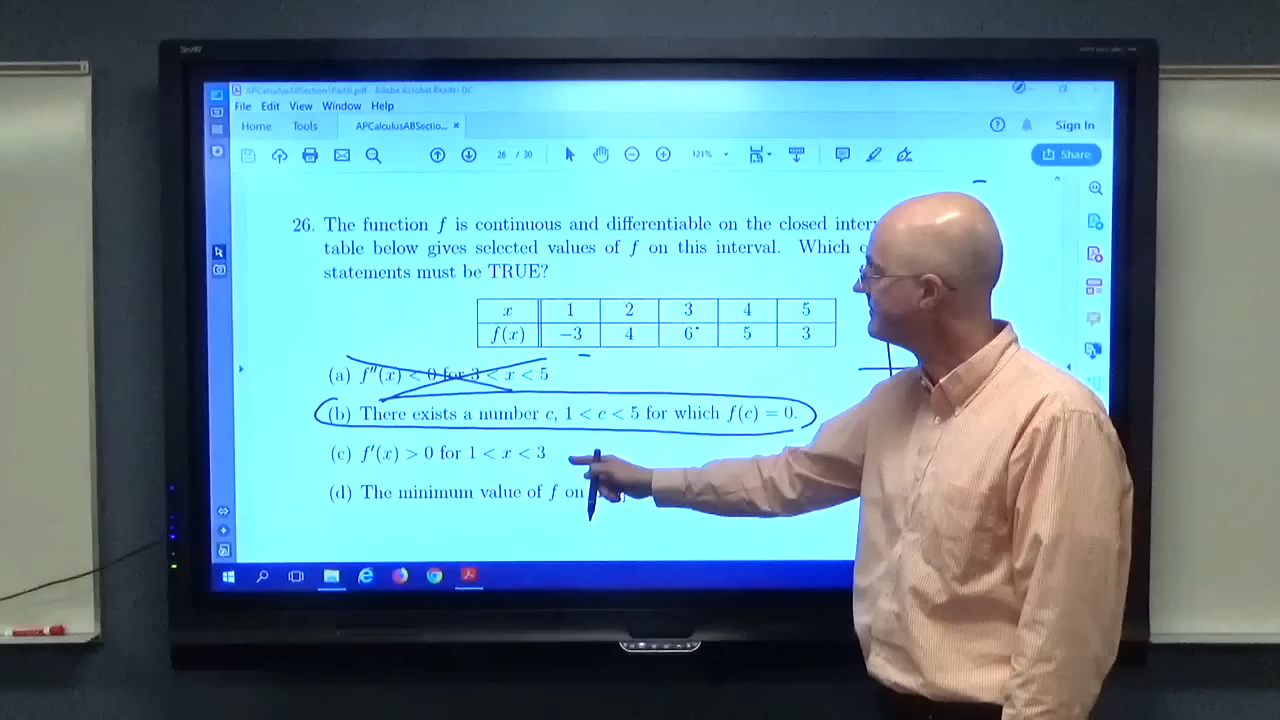 SMART
APCalculusABSection1PartA.pdf - Adobe Acrobat Reader DC
File Edit View Window Help
Home Tools APCalculusABSectio... × Sign In
26 / 30 121% Share
26. The function f is continuous and differentiable on the closed
table below gives selected values of f on this interval. Which
statements must be TRUE?
x 1 2 3 4 5
f(x) −3 4 6 5 3
(a) f″(x) < 0 for 3 < x < 5
(b) There exists a number c, 1 < c < 5 for which f(c) = 0.
(c) f′(x) > 0 for 1 < x < 3
(d) The minimum value of f on